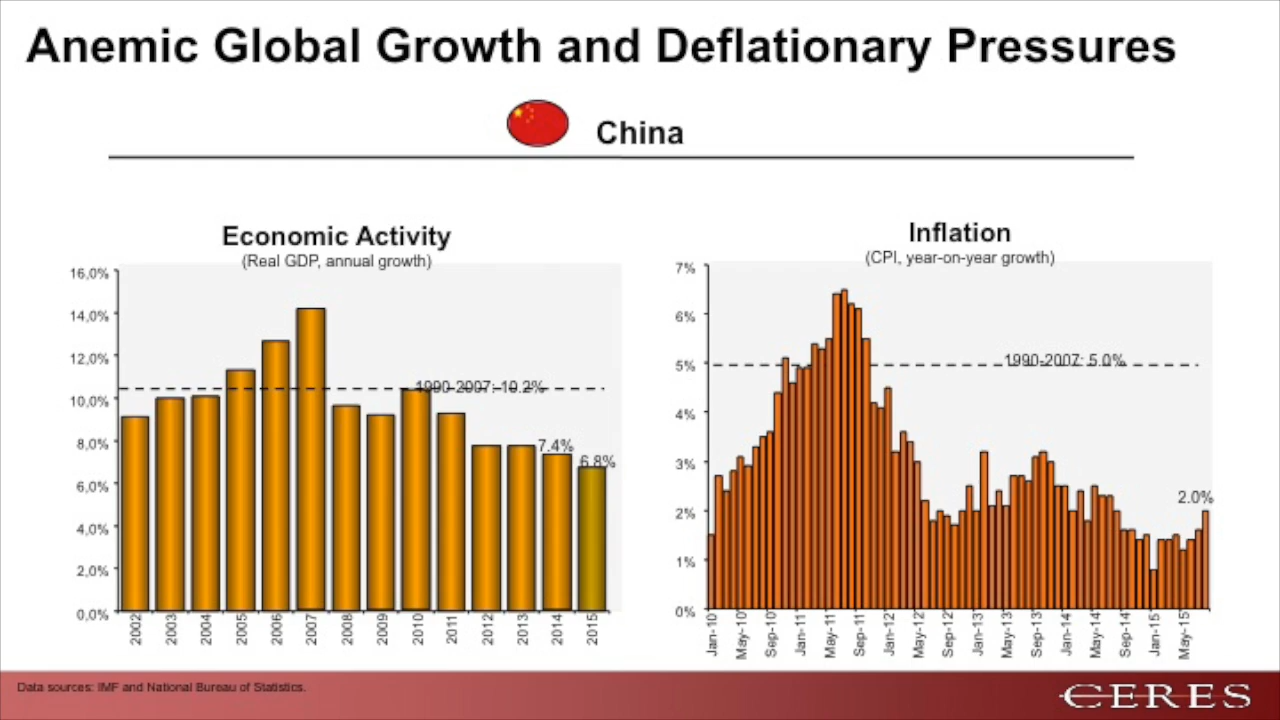 Anemic Global Growth and Deflationary Pressures
China
Economic Activity
(Real GDP, annual growth)
16,0%
14,0%
12,0%
10,0%
8,0%
6,0%
4,0%
2,0%
0,0%
1990-2007: 10.2%
7.4%
6.8%
2002
2003
2004
2005
2006
2007
2008
2009
2010
2011
2012
2013
2014
2015
Inflation
(CPI, year-on-year growth)
7%
6%
5%
4%
3%
2%
1%
0%
1990-2007: 5.0%
2.0%
Jan-10
May-10
Sep-10
Jan-11
May-11
Sep-11
Jan-12
May-12
Sep-12
Jan-13
May-13
Sep-13
Jan-14
May-14
Sep-14
Jan-15
May-15
Data sources: IMF and National Bureau of Statistics.
CERES